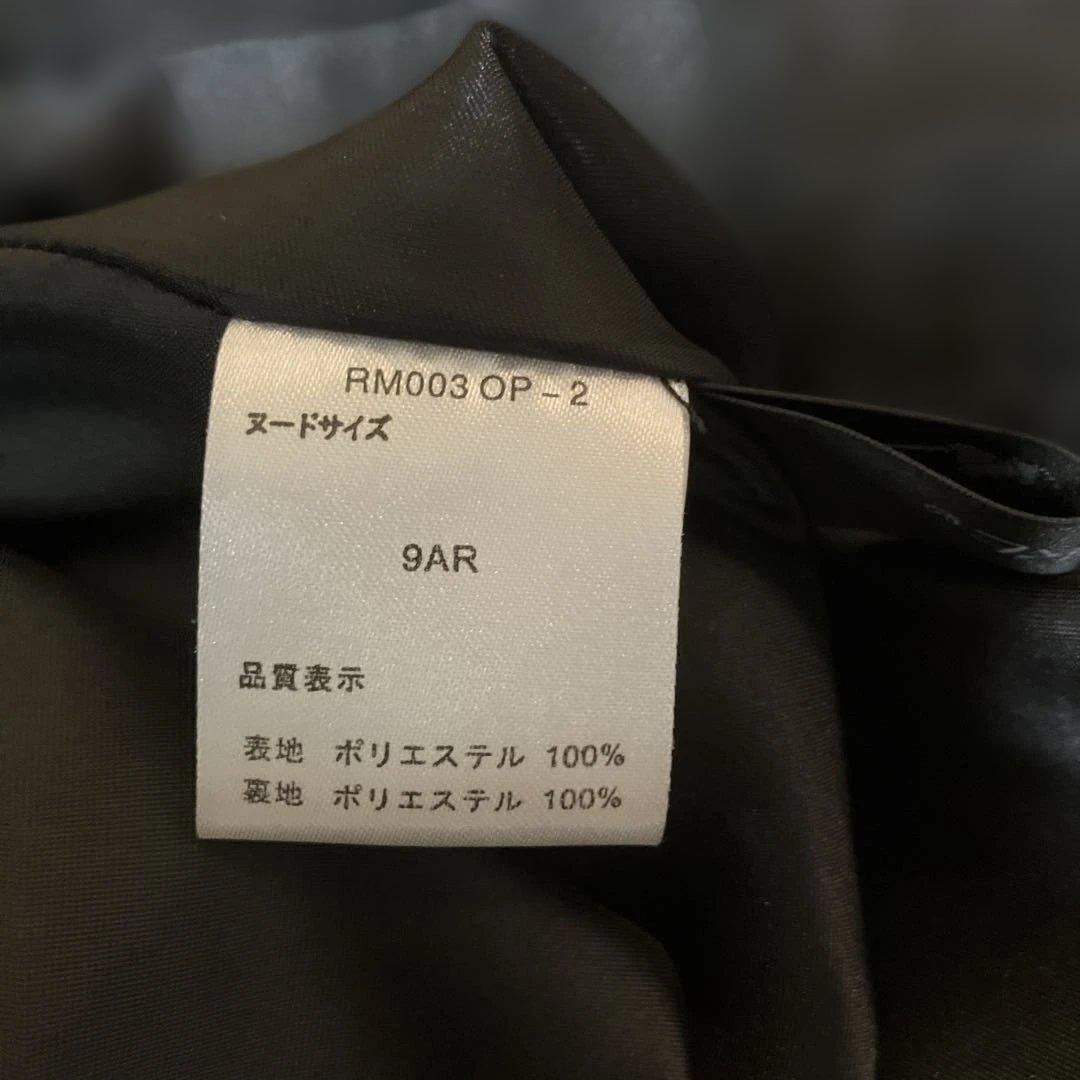 RM003 OP-2
ヌードサイズ
9AR
品質表示
表地 ポリエステル 100%
裏地 ポリエステル 100%